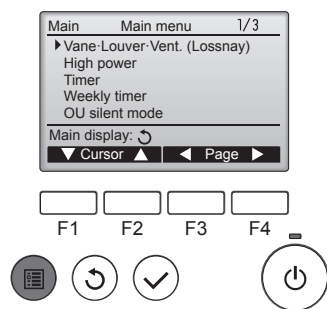 Main Main menu 1/3
▶Vane·Louver·Vent. (Lossnay)
High power
Timer
Weekly timer
OU silent mode
Main display: ↺
▼ Cursor ▲ ◀ Page ▶
F1 F2 F3 F4